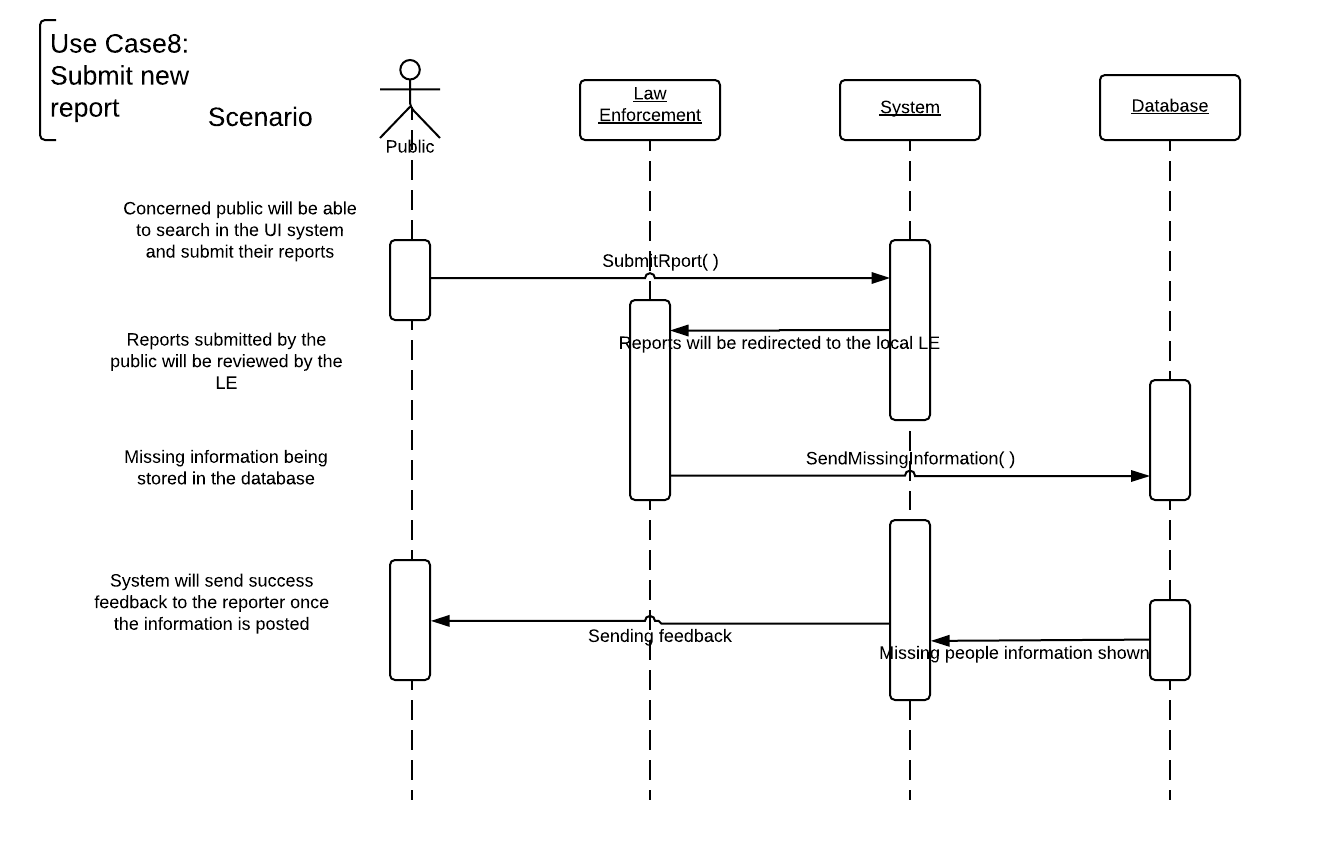 Use Case8:
Submit new
report
Scenario
Public
Law
Enforcement
System
Database
Concerned public will be able
to search in the UI system
and submit their reports
SubmitRport( )
Reports will be redirected to the local LE
Reports submitted by the
public will be reviewed by the
LE
Missing information being
stored in the database
SendMissingInformation( )
System will send success
feedback to the reporter once
the information is posted
Sending feedback
Missing people information shown